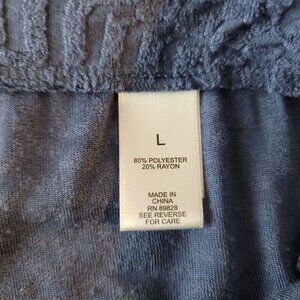 L
80% POLYESTER
20% RAYON
MADE IN
CHINA
RN 89828
SEE REVERSE
FOR CARE